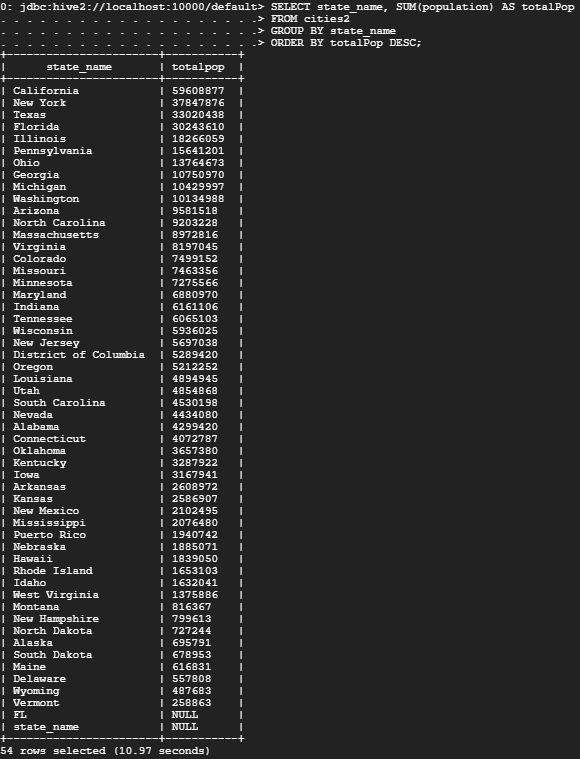 0: jdbc:hive2://localhost:10000/default> SELECT state_name, SUM(population) AS totalPop
. . . . . . . . . . . . . . . . . . . .> FROM cities2
. . . . . . . . . . . . . . . . . . . .> GROUP BY state_name
. . . . . . . . . . . . . . . . . . . .> ORDER BY totalPop DESC;
+-----------------------+-----------+
|      state_name       | totalpop  |
+-----------------------+-----------+
| California            | 59608877  |
| New York              | 37847876  |
| Texas                 | 33020438  |
| Florida               | 30243610  |
| Illinois              | 18266059  |
| Pennsylvania          | 15641201  |
| Ohio                  | 13764673  |
| Georgia               | 10750970  |
| Michigan              | 10429997  |
| Washington            | 10134988  |
| Arizona               | 9581518   |
| North Carolina        | 9203228   |
| Massachusetts         | 8972816   |
| Virginia              | 8197045   |
| Colorado              | 7499152   |
| Missouri              | 7463356   |
| Minnesota             | 7275566   |
| Maryland              | 6880970   |
| Indiana               | 6161106   |
| Tennessee             | 6065103   |
| Wisconsin             | 5936025   |
| New Jersey            | 5697038   |
| District of Columbia  | 5289420   |
| Oregon                | 5212252   |
| Louisiana             | 4894945   |
| Utah                  | 4854868   |
| South Carolina        | 4530198   |
| Nevada                | 4434080   |
| Alabama               | 4299420   |
| Connecticut           | 4072787   |
| Oklahoma              | 3657380   |
| Kentucky              | 3287922   |
| Iowa                  | 3167941   |
| Arkansas              | 2608972   |
| Kansas                | 2586907   |
| New Mexico            | 2102495   |
| Mississippi           | 2076480   |
| Puerto Rico           | 1940742   |
| Nebraska              | 1885071   |
| Hawaii                | 1839050   |
| Rhode Island          | 1653103   |
| Idaho                 | 1632041   |
| West Virginia         | 1375886   |
| Montana               | 816367    |
| New Hampshire         | 799613    |
| North Dakota          | 727244    |
| Alaska                | 695791    |
| South Dakota          | 678953    |
| Maine                 | 616831    |
| Delaware              | 557808    |
| Wyoming               | 487683    |
| Vermont               | 258863    |
| FL                    | NULL      |
| state_name            | NULL      |
+-----------------------+-----------+
54 rows selected (10.97 seconds)